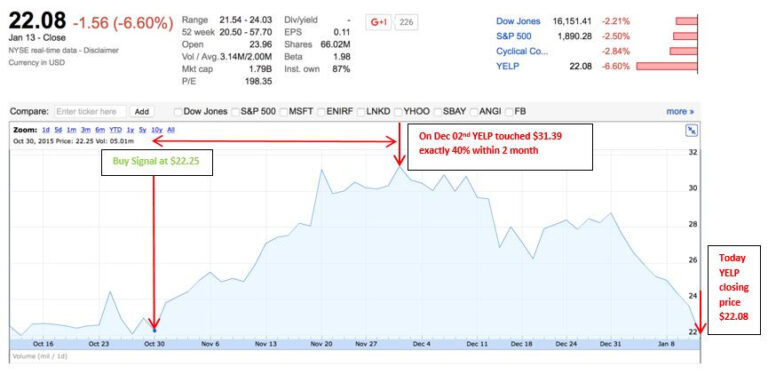 22.08 -1.56 (-6.60%)
Jan 13 - Close
NYSE real-time data - Disclaimer
Currency in USD
Range 21.54 - 24.03
52 week 20.50 - 57.70
Open 23.96
Vol / Avg. 3.14M/2.00M
Mkt cap 1.79B
P/E 198.35
Div/yield -
EPS 0.11
Shares 66.02M
Beta 1.98
Inst. own 87%
G+1 226
Dow Jones 16,151.41 -2.21%
S&P 500 1,890.28 -2.50%
Cyclical Co... -2.84%
YELP 22.08 -6.60%
Compare: Enter ticker here Add Dow Jones S&P 500 MSFT ENIRF LNKD YHOO SBAY ANGI FB more »
Zoom: 1d 5d 1m 3m 6m YTD 1y 5y 10y All
Oct 30, 2015 Price: 22.25 Vol: 05.01m
On Dec 02nd YELP touched $31.39
exactly 40% within 2 month
Buy Signal at $22.25
32
30
28
26
24
22
Today
YELP
closing
price
$22.08
Oct 16 Oct 23 Oct 30 Nov 6 Nov 13 Nov 20 Nov 27 Dec 4 Dec 11 Dec 18 Dec 24 Dec 31 Jan 8
Volume (mil / 1d)